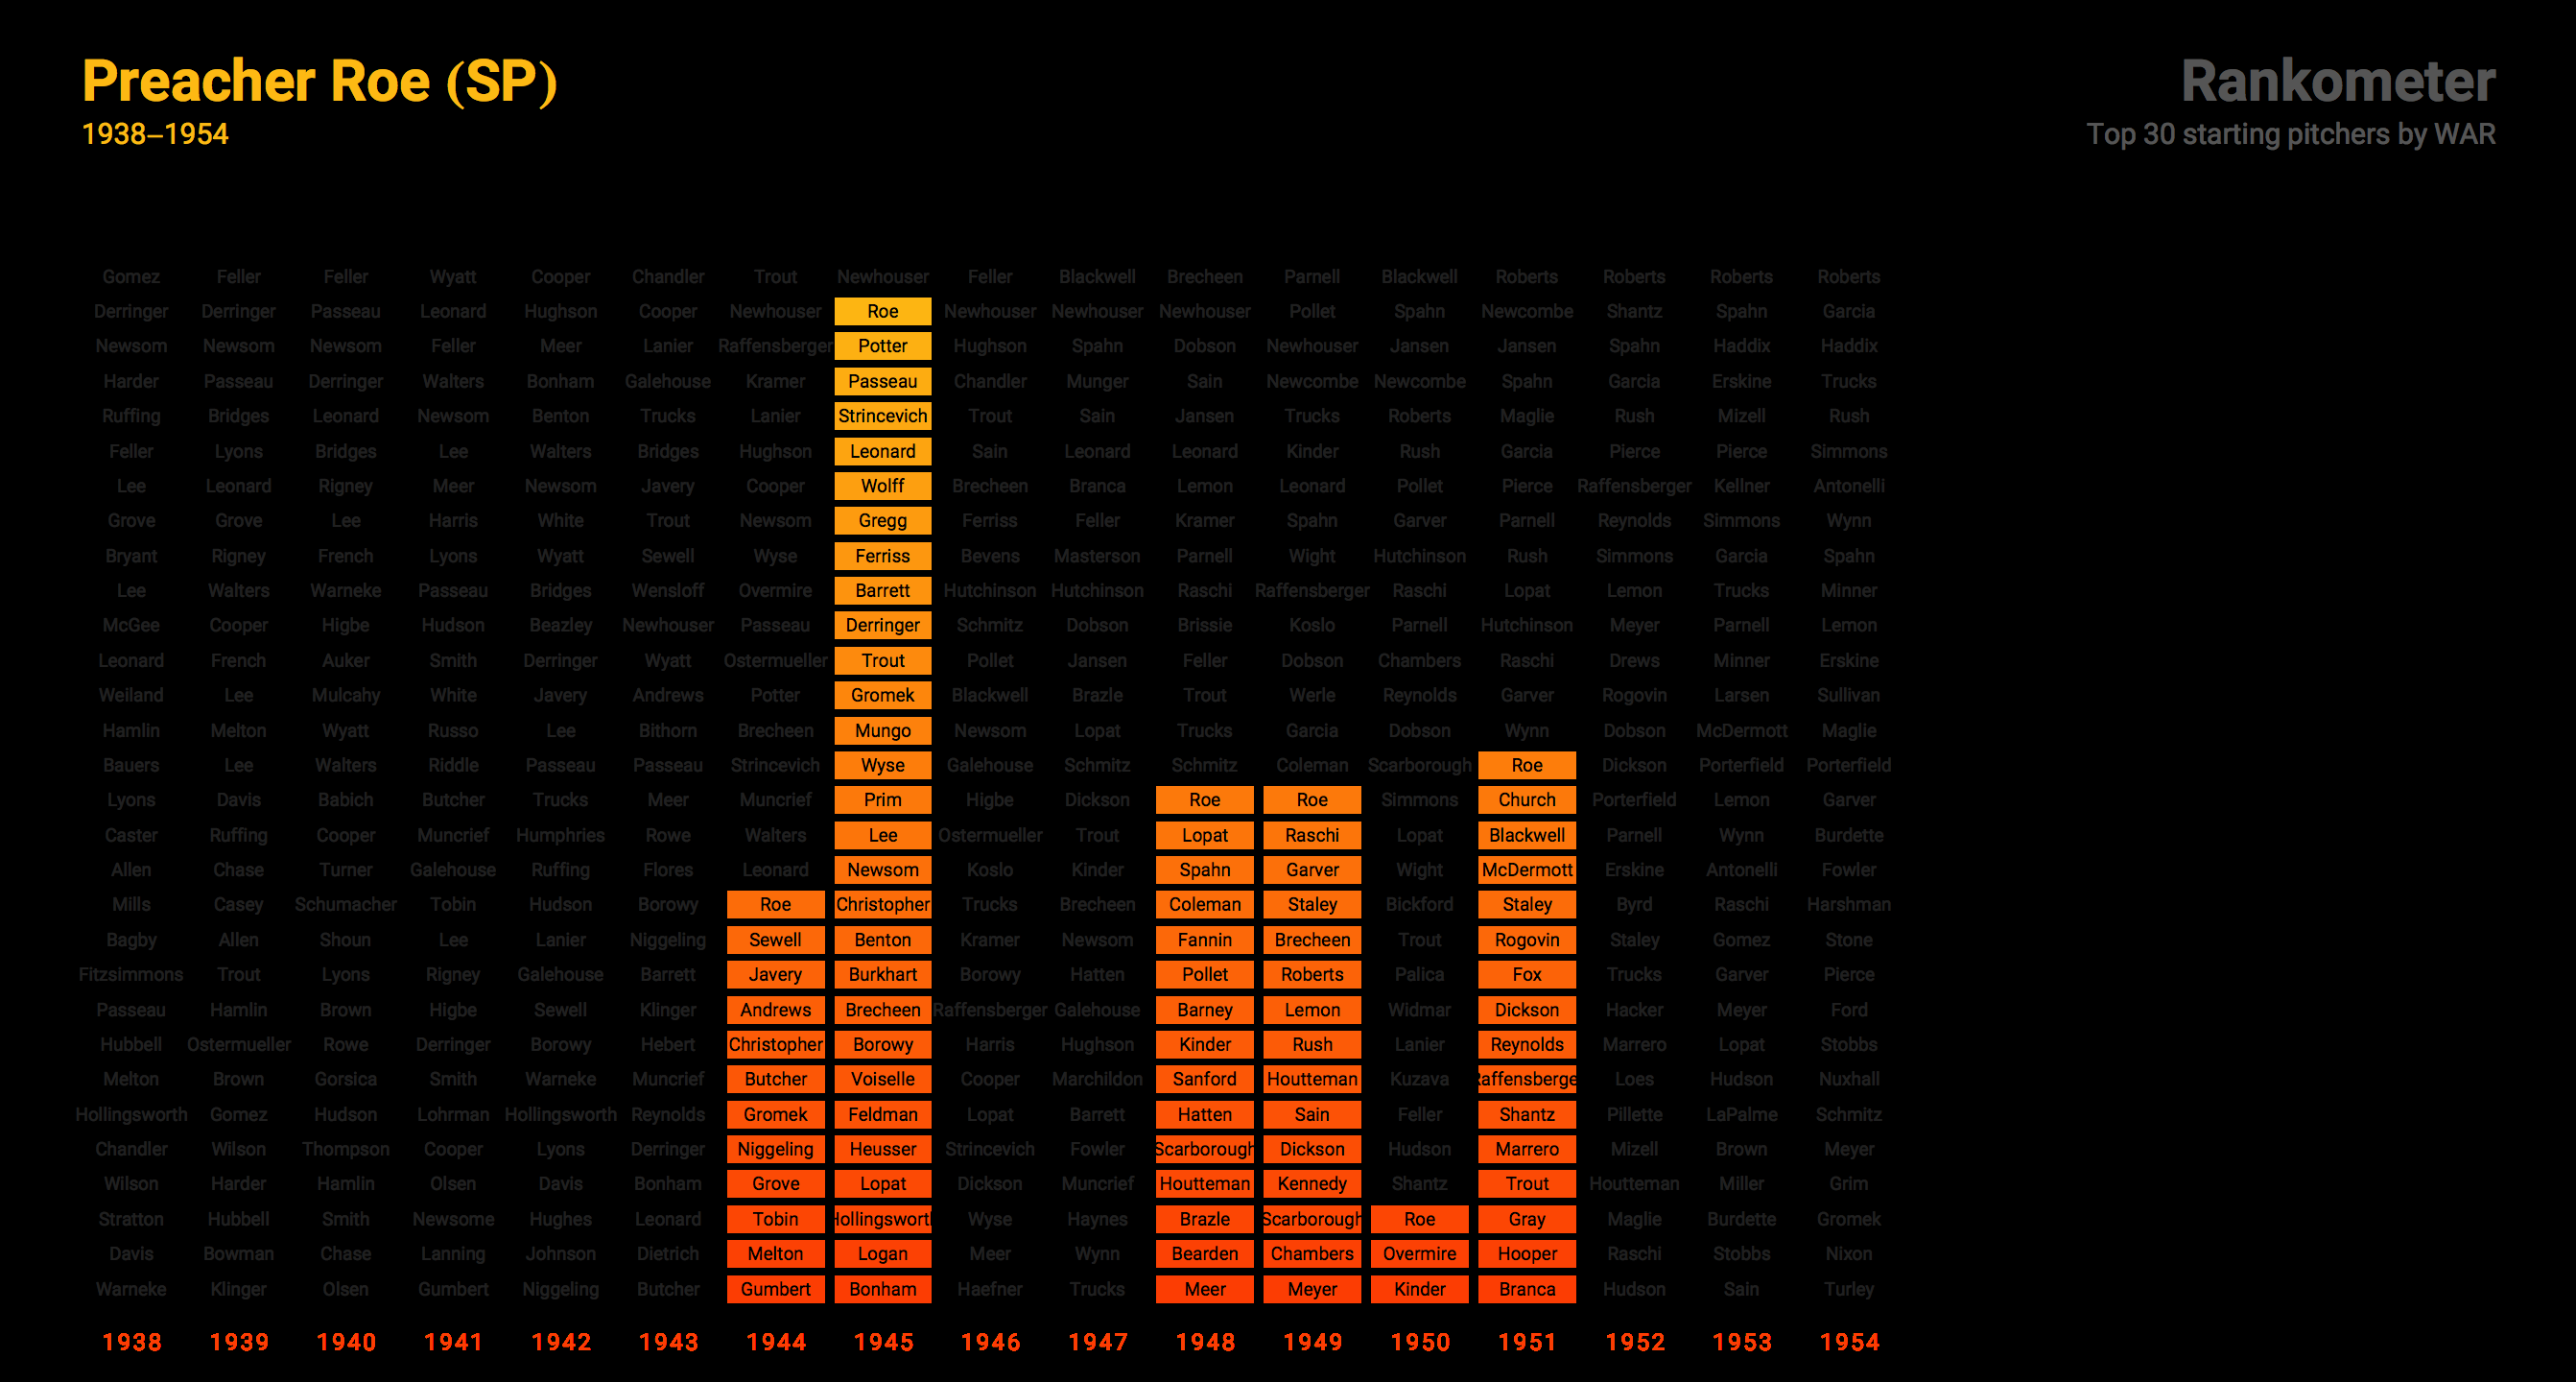 Preacher Roe (SP)
1938–1954
Rankometer
Top 30 starting pitchers by WAR
Gomez Feller Feller Wyatt Cooper Chandler Trout Newhouser Feller Blackwell Brecheen Parnell Blackwell Roberts Roberts Roberts Roberts
Derringer Derringer Passeau Leonard Hughson Cooper Newhouser Roe Newhouser Newhouser Newhouser Pollet Spahn Newcombe Shantz Spahn Garcia
Newsom Newsom Newsom Feller Meer Lanier Raffensberger Potter Hughson Spahn Dobson Newhouser Jansen Jansen Spahn Haddix Haddix
Harder Passeau Derringer Walters Bonham Galehouse Kramer Passeau Chandler Munger Sain Newcombe Newcombe Spahn Garcia Erskine Trucks
Ruffing Bridges Leonard Newsom Benton Trucks Lanier Strincevich Trout Sain Jansen Trucks Roberts Maglie Rush Mizell Rush
Feller Lyons Bridges Lee Walters Bridges Hughson Leonard Sain Leonard Leonard Kinder Rush Garcia Pierce Pierce Simmons
Lee Leonard Rigney Meer Newsom Javery Cooper Wolff Brecheen Branca Lemon Leonard Pollet Pierce Raffensberger Kellner Antonelli
Grove Grove Lee Harris White Trout Newsom Gregg Ferriss Feller Kramer Spahn Garver Parnell Reynolds Simmons Wynn
Bryant Rigney French Lyons Wyatt Sewell Wyse Ferriss Bevens Masterson Parnell Wight Hutchinson Rush Simmons Garcia Spahn
Lee Walters Warneke Passeau Bridges Wensloff Overmire Barrett Hutchinson Hutchinson Raschi Raffensberger Raschi Lopat Lemon Trucks Minner
McGee Cooper Higbe Hudson Beazley Newhouser Passeau Derringer Schmitz Dobson Brissie Koslo Parnell Hutchinson Meyer Parnell Lemon
Leonard French Auker Smith Derringer Wyatt Ostermueller Trout Pollet Jansen Feller Dobson Chambers Raschi Drews Minner Erskine
Weiland Lee Mulcahy White Javery Andrews Potter Gromek Blackwell Brazle Trout Werle Reynolds Garver Rogovin Larsen Sullivan
Hamlin Melton Wyatt Russo Lee Bithorn Brecheen Mungo Newsom Lopat Trucks Garcia Dobson Wynn Dobson McDermott Maglie
Bauers Lee Walters Riddle Passeau Passeau Strincevich Wyse Galehouse Schmitz Schmitz Coleman Scarborough Roe Dickson Porterfield Porterfield
Lyons Davis Babich Butcher Trucks Meer Muncrief Prim Higbe Dickson Roe Roe Simmons Church Porterfield Lemon Garver
Caster Ruffing Cooper Muncrief Humphries Rowe Walters Lee Ostermueller Trout Lopat Raschi Lopat Blackwell Parnell Wynn Burdette
Allen Chase Turner Galehouse Ruffing Flores Leonard Newsom Koslo Kinder Spahn Garver Wight McDermott Erskine Antonelli Fowler
Mills Casey Schumacher Tobin Hudson Borowy Roe Christopher Trucks Brecheen Coleman Staley Bickford Staley Byrd Raschi Harshman
Bagby Allen Shoun Lee Lanier Niggeling Sewell Benton Kramer Newsom Fannin Brecheen Trout Rogovin Staley Gomez Stone
Fitzsimmons Trout Lyons Rigney Galehouse Barrett Javery Burkhart Borowy Hatten Pollet Roberts Palica Fox Trucks Garver Pierce
Passeau Hamlin Brown Higbe Sewell Klinger Andrews Brecheen Raffensberger Galehouse Barney Lemon Widmar Dickson Hacker Meyer Ford
Hubbell Ostermueller Rowe Derringer Borowy Hebert Christopher Borowy Harris Hughson Kinder Rush Lanier Reynolds Marrero Lopat Stobbs
Melton Brown Gorsica Smith Warneke Muncrief Butcher Voiselle Cooper Marchildon Sanford Houtteman Kuzava Raffensberge Loes Hudson Nuxhall
Hollingsworth Gomez Hudson Lohrman Hollingsworth Reynolds Gromek Feldman Lopat Barrett Hatten Sain Feller Shantz Pillette LaPalme Schmitz
Chandler Wilson Thompson Cooper Lyons Derringer Niggeling Heusser Strincevich Fowler Scarborough Dickson Hudson Marrero Mizell Brown Meyer
Wilson Harder Hamlin Olsen Davis Bonham Grove Lopat Dickson Muncrief Houtteman Kennedy Shantz Trout Houtteman Miller Grim
Stratton Hubbell Smith Newsome Hughes Leonard Tobin Hollingsworth Wyse Haynes Brazle Scarborough Roe Gray Maglie Burdette Gromek
Davis Bowman Chase Lanning Johnson Dietrich Melton Logan Meer Wynn Bearden Chambers Overmire Hooper Raschi Stobbs Nixon
Warneke Klinger Olsen Gumbert Niggeling Butcher Gumbert Bonham Haefner Trucks Meer Meyer Kinder Branca Hudson Sain Turley
1938 1939 1940 1941 1942 1943 1944 1945 1946 1947 1948 1949 1950 1951 1952 1953 1954